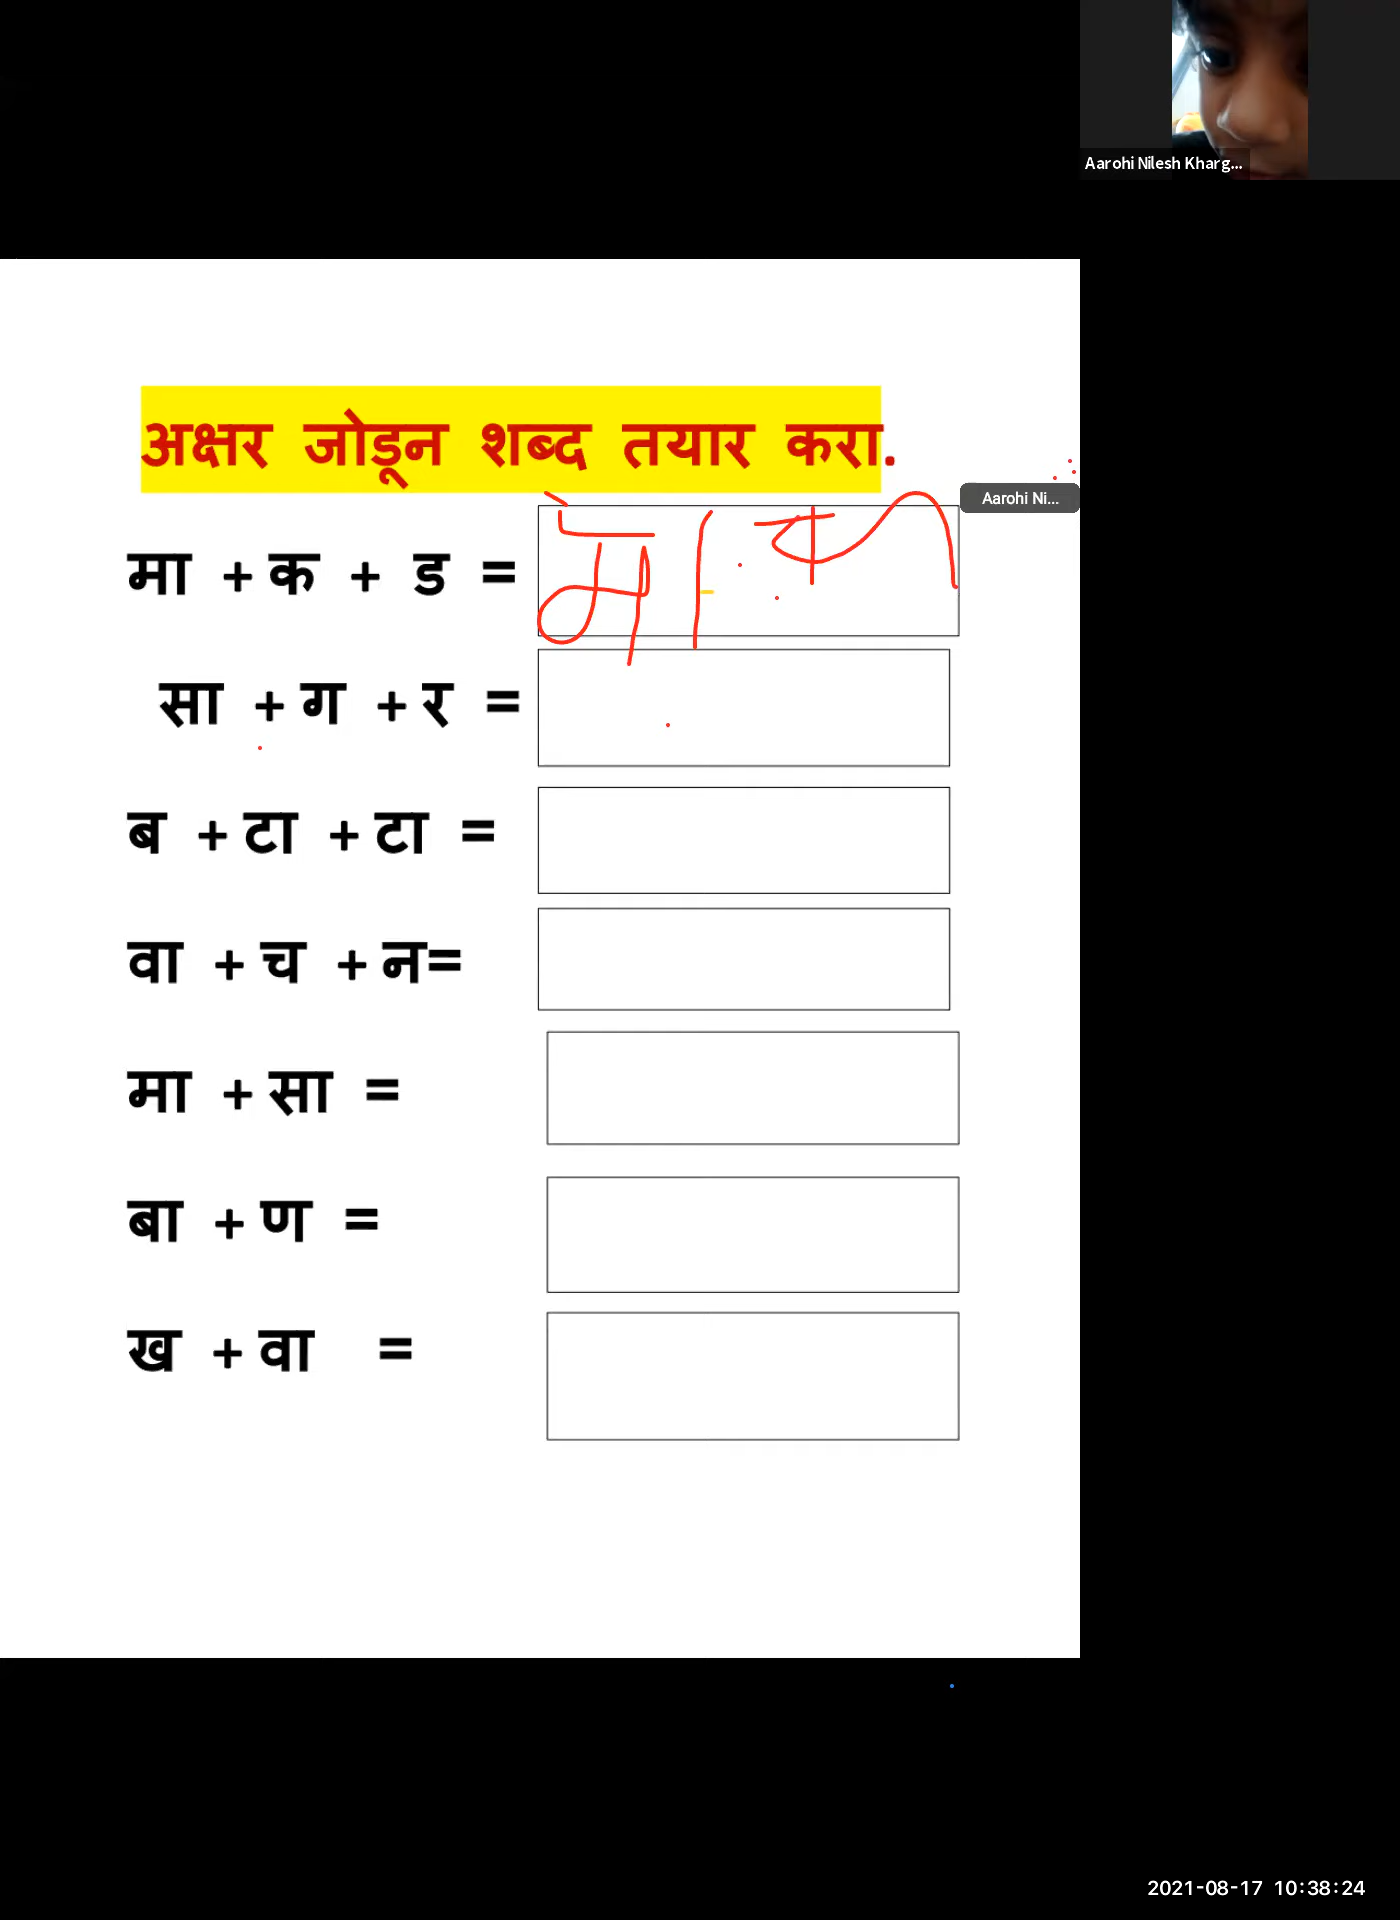 Aarohi Nilesh Kharg...
अक्षर जोडून शब्द तयार करा.
Aarohi Ni...
मा + क + ड = माक
सा + ग + र =
ब + टा + टा =
वा + च + न=
मा + सा =
बा + ण =
ख + वा =
2021-08-17 10:38:24